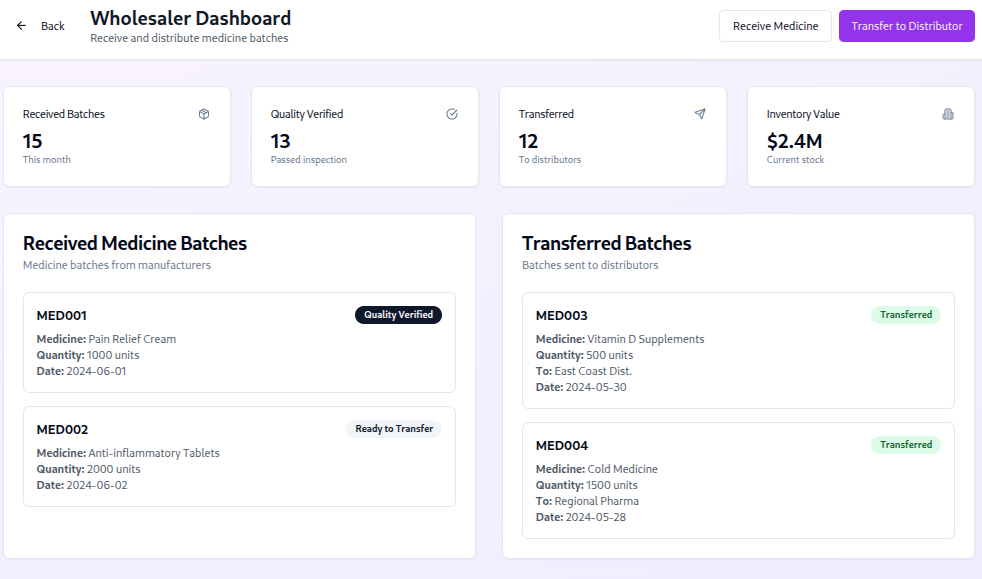 Back
Wholesaler Dashboard
Receive and distribute medicine batches
Receive Medicine
Transfer to Distributor
Received Batches
15
This month
Quality Verified
13
Passed inspection
Transferred
12
To distributors
Inventory Value
$2.4M
Current stock
Received Medicine Batches
Medicine batches from manufacturers
MED001
Quality Verified
Medicine: Pain Relief Cream
Quantity: 1000 units
Date: 2024-06-01
MED002
Ready to Transfer
Medicine: Anti-inflammatory Tablets
Quantity: 2000 units
Date: 2024-06-02
Transferred Batches
Batches sent to distributors
MED003
Transferred
Medicine: Vitamin D Supplements
Quantity: 500 units
To: East Coast Dist.
Date: 2024-05-30
MED004
Transferred
Medicine: Cold Medicine
Quantity: 1500 units
To: Regional Pharma
Date: 2024-05-28